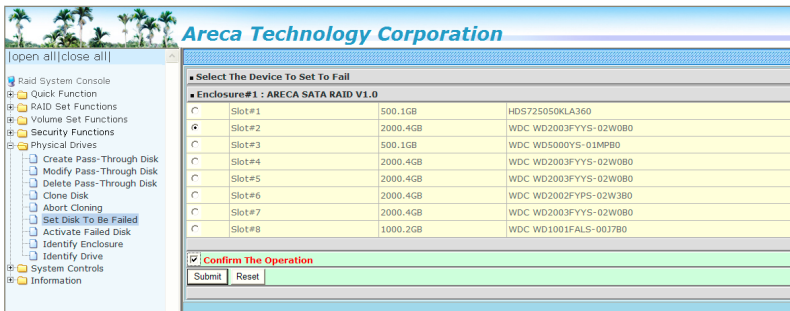 Areca Technology Corporation
|open all|close all|
Raid System Console
Quick Function
RAID Set Functions
Volume Set Functions
Security Functions
Physical Drives
Create Pass-Through Disk
Modify Pass-Through Disk
Delete Pass-Through Disk
Clone Disk
Abort Cloning
Set Disk To Be Failed
Activate Failed Disk
Identify Enclosure
Identify Drive
System Controls
Information
Select The Device To Set To Fail
Enclosure#1 : ARECA SATA RAID V1.0
Slot#1 500.1GB HDS725050KLA360
Slot#2 2000.4GB WDC WD2003FYYS-02W0B0
Slot#3 500.1GB WDC WD5000YS-01MPB0
Slot#4 2000.4GB WDC WD2003FYYS-02W0B0
Slot#5 2000.4GB WDC WD2003FYYS-02W0B0
Slot#6 2000.4GB WDC WD2002FYPS-02W3B0
Slot#7 2000.4GB WDC WD2003FYYS-02W0B0
Slot#8 1000.2GB WDC WD1001FALS-00J7B0
Confirm The Operation
Submit Reset